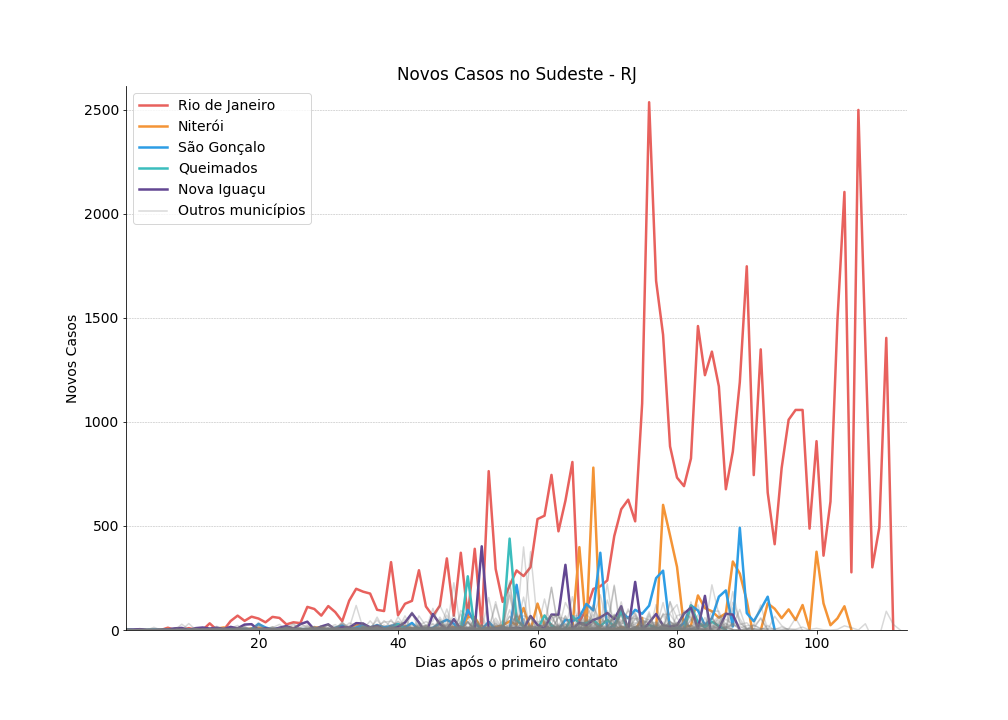 Novos Casos no Sudeste - RJ
Rio de Janeiro
Niterói
São Gonçalo
Queimados
Nova Iguaçu
Outros municípios
2500
2000
1500
1000
500
0
Novos Casos
20 40 60 80 100
Dias após o primeiro contato